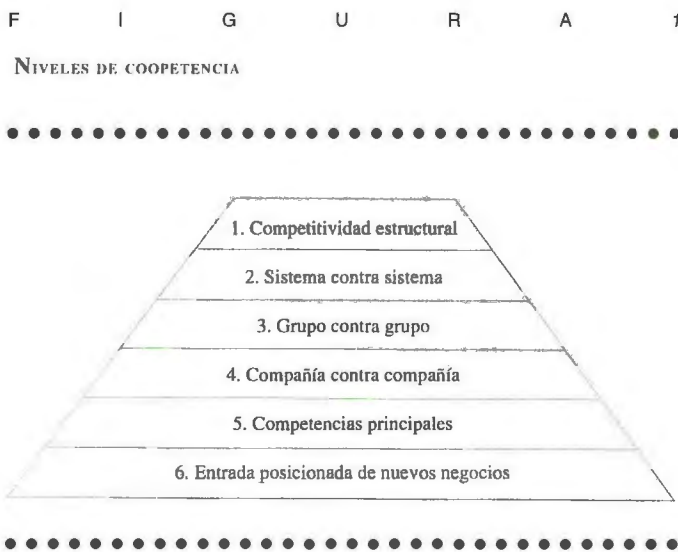 F I G U R A
NIVELES DE COOPETENCIA
1. Competitividad estructural
2. Sistema contra sistema
3. Grupo contra grupo
4. Compañía contra compañía
5. Competencias principales
6. Entrada posicionada de nuevos negocios